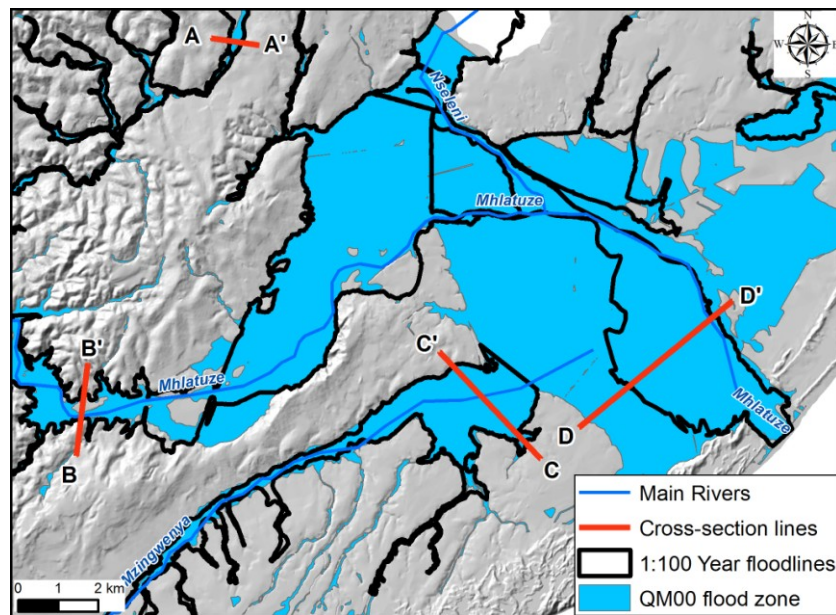 N
W E
S
A
A'
Nseleni
Mhlatuze
D'
B'
C'
Mhlatuze
Mhlatuze
D
B
C
Mzingwenya
Main Rivers
Cross-section lines
1:100 Year floodlines
QM00 flood zone
0 1 2 km